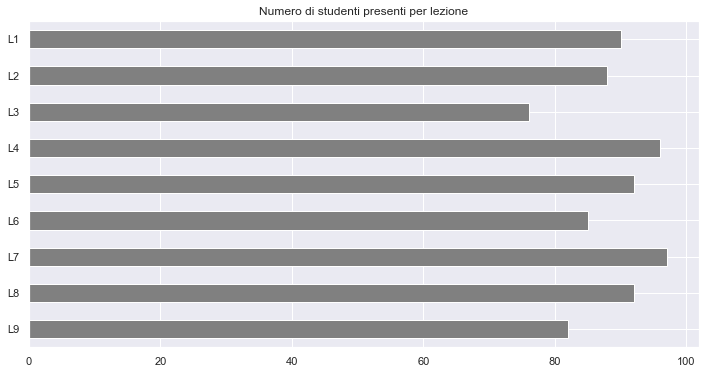 Numero di studenti presenti per lezione
L1
L2
L3
L4
L5
L6
L7
L8
L9
0 20 40 60 80 100